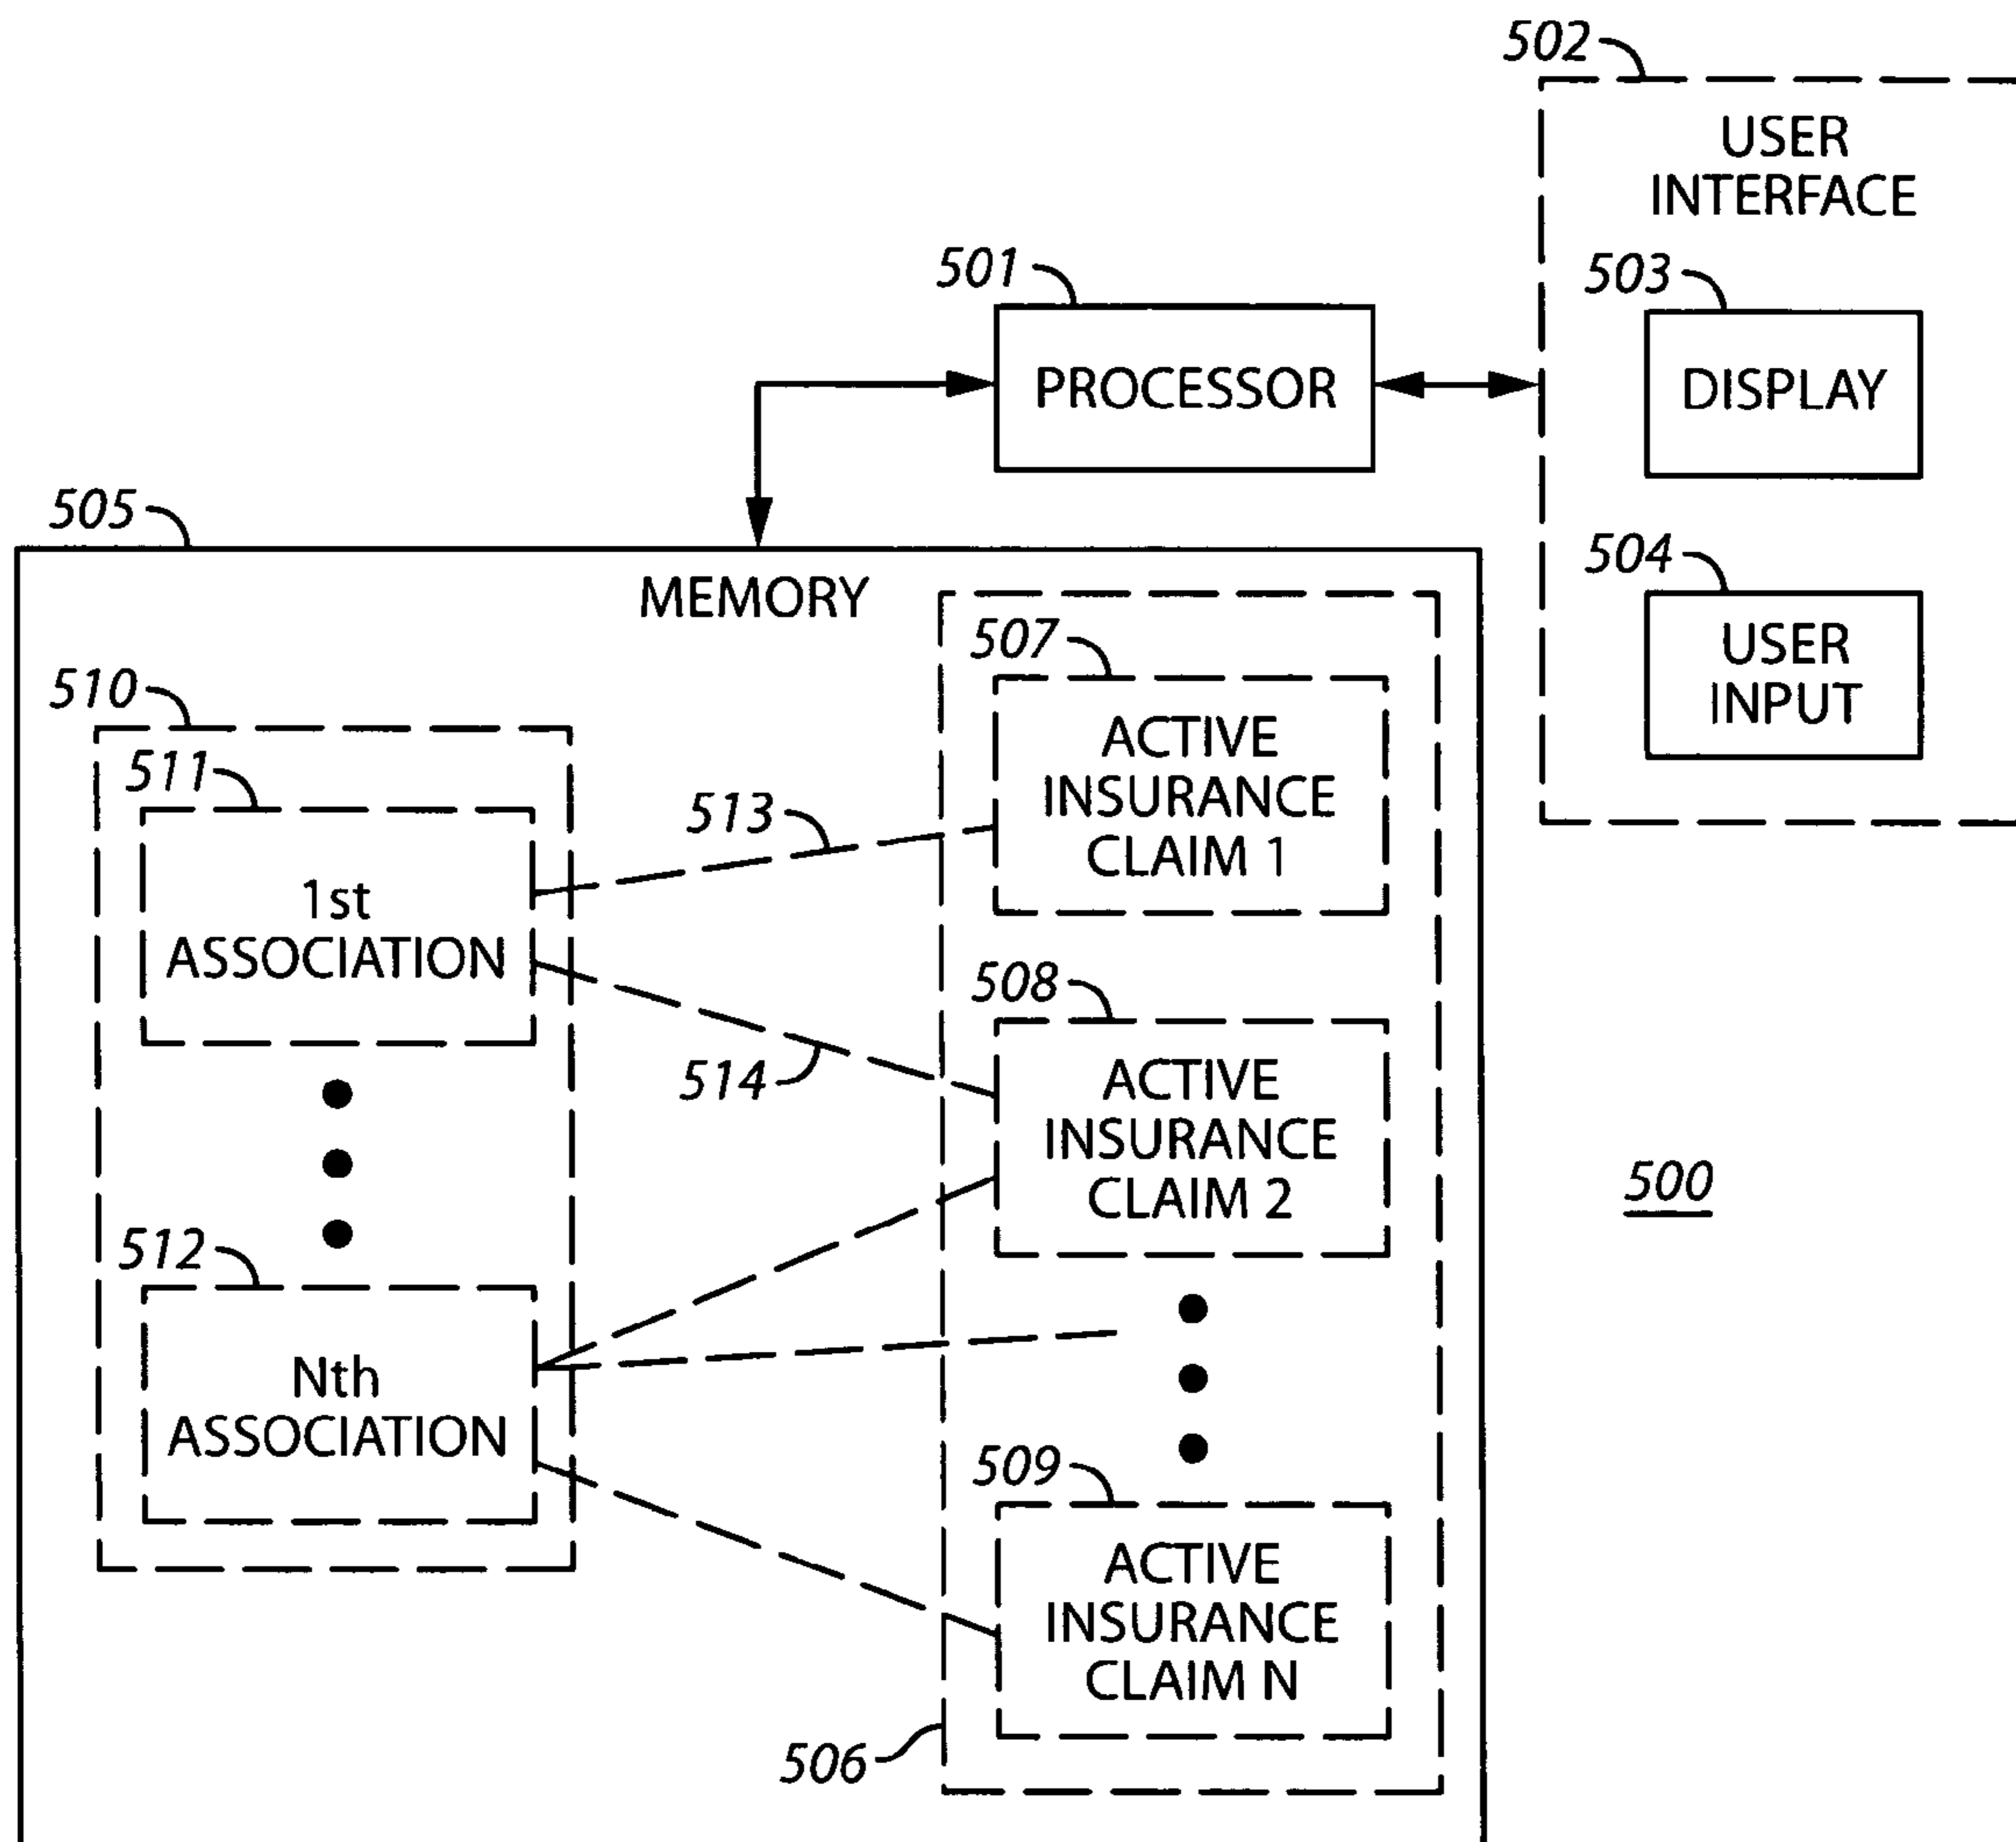 502
USER
INTERFACE
501
503
PROCESSOR
DISPLAY
505
504
MEMORY
USER
INPUT
507
510
ACTIVE
INSURANCE
CLAIM 1
511
513
1st
ASSOCIATION
508
514
ACTIVE
INSURANCE
CLAIM 2
500
512
Nth
ASSOCIATION
509
ACTIVE
INSURANCE
CLAIM N
506